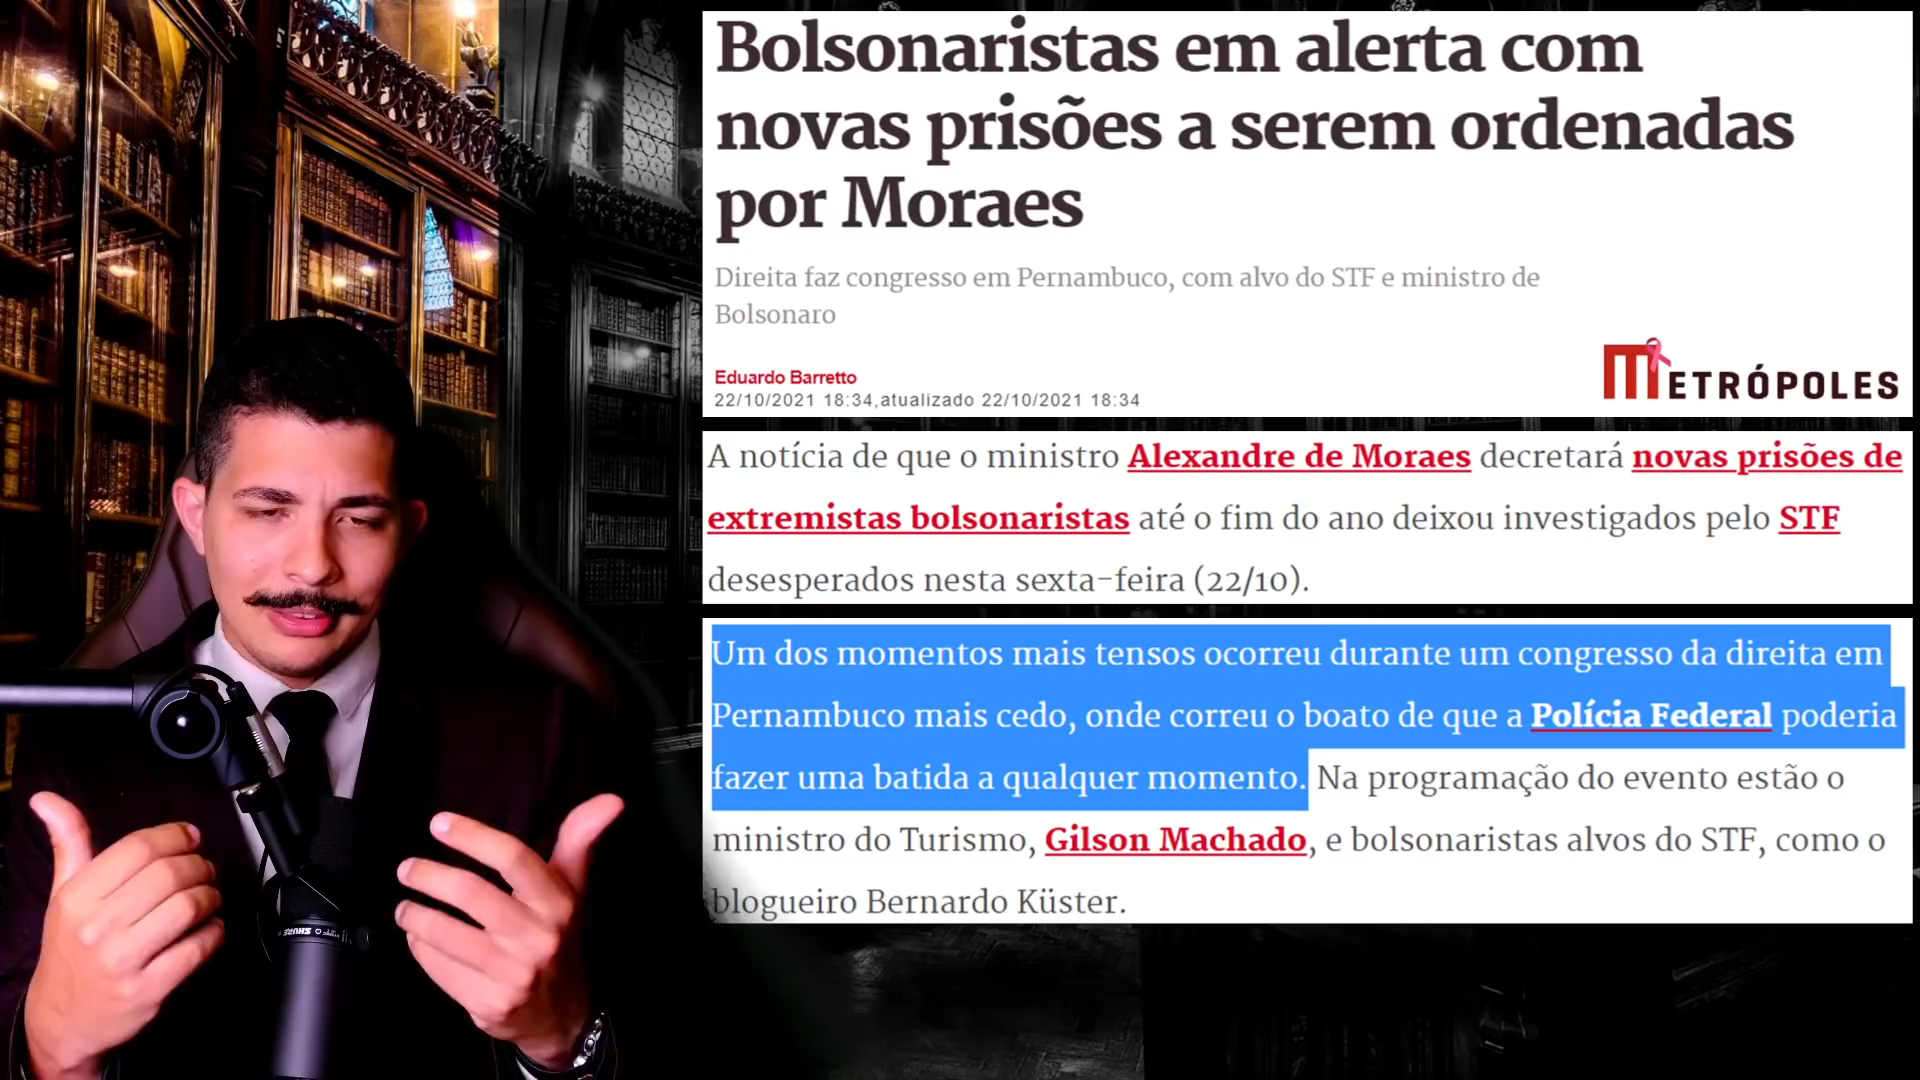 Bolsonaristas em alerta com
novas prisões a serem ordenadas
por Moraes
Direita faz congresso em Pernambuco, com alvo do STF e ministro de
Bolsonaro
Eduardo Barretto
22/10/2021 18:34,atualizado 22/10/2021 18:34
METRÓPOLES
A notícia de que o ministro Alexandre de Moraes decretará novas prisões de
extremistas bolsonaristas até o fim do ano deixou investigados pelo STF
desesperados nesta sexta-feira (22/10).
Um dos momentos mais tensos ocorreu durante um congresso da direita em
Pernambuco mais cedo, onde correu o boato de que a Polícia Federal poderia
fazer uma batida a qualquer momento. Na programação do evento estão o
ministro do Turismo, Gilson Machado, e bolsonaristas alvos do STF, como o
blogueiro Bernardo Küster.
SHURE